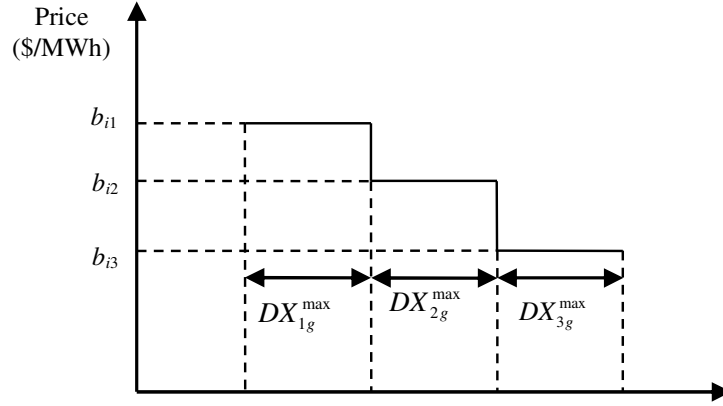 Price
($/MWh)
b_{i1}
b_{i2}
b_{i3}
DX_{1g}^{max}
DX_{2g}^{max}
DX_{3g}^{max}